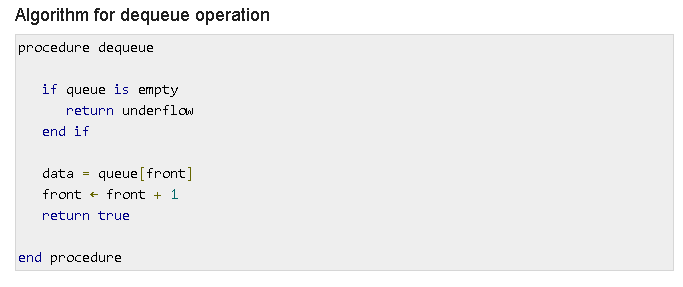 Algorithm for dequeue operation
procedure dequeue
if queue is empty
return underflow
end if
data = queue[front]
front ← front + 1
return true
end procedure